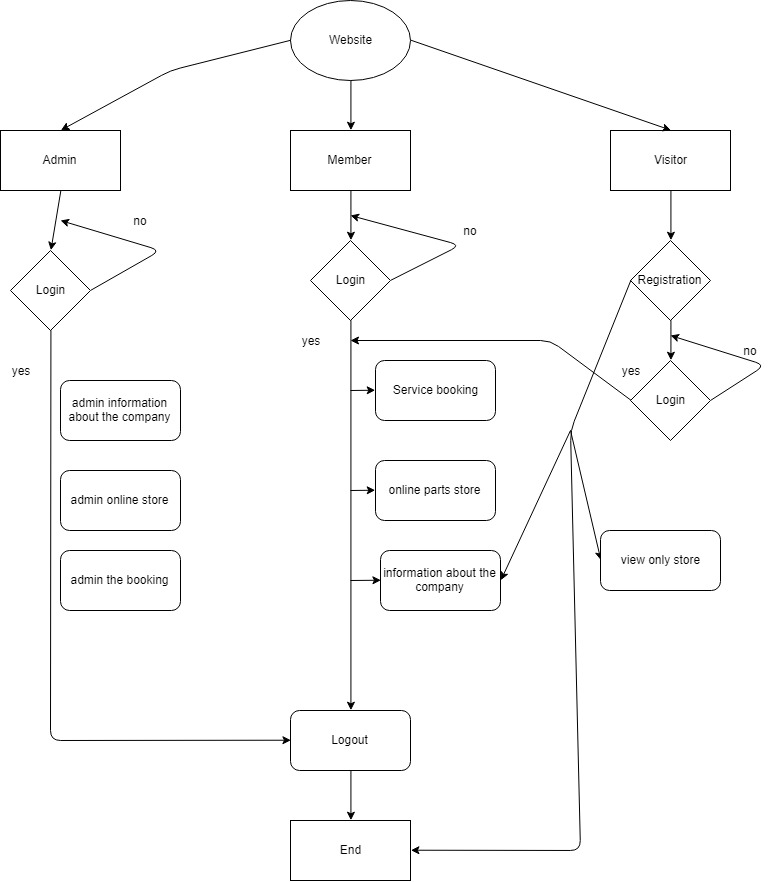 Website
Admin
Member
Visitor
no
no
Login
Login
Registration
yes
yes
yes
no
Login
admin information
about the company
Service booking
admin online store
online parts store
admin the booking
information about the
company
view only store
Logout
End